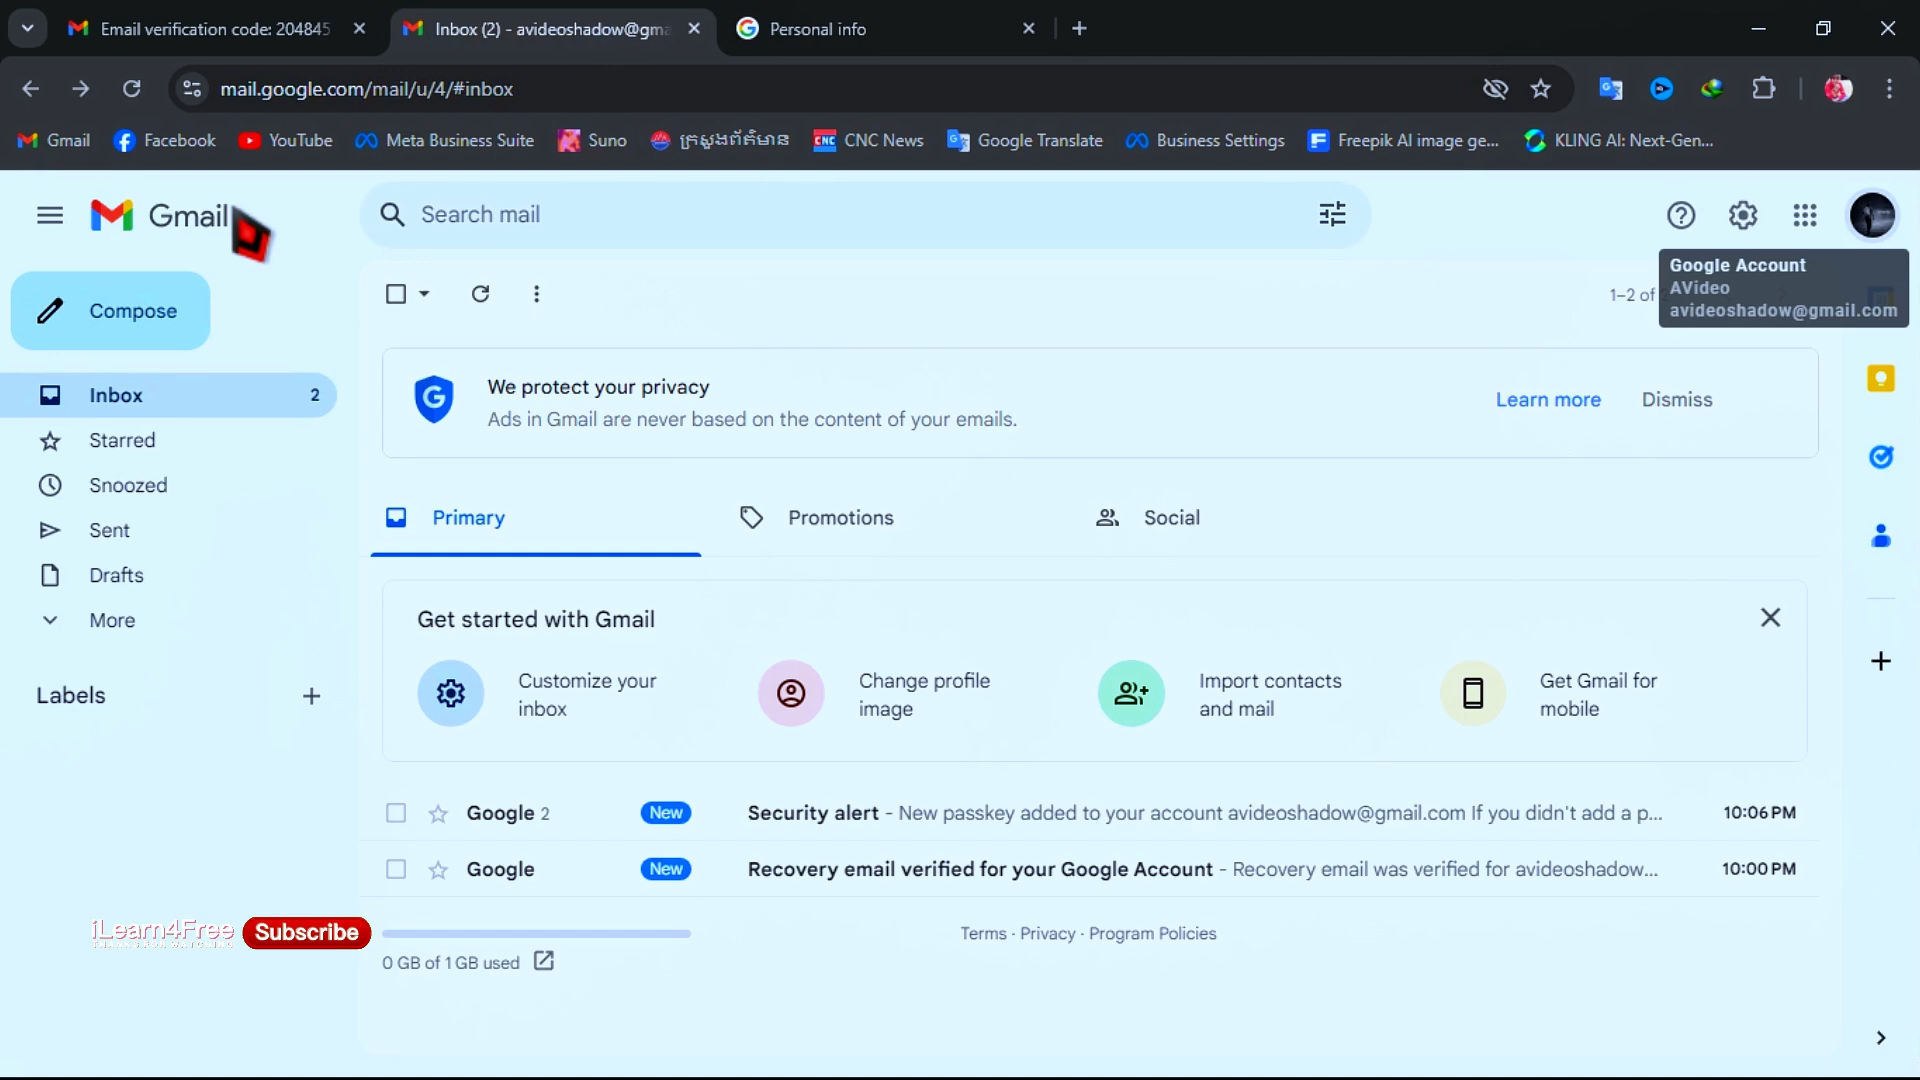 Email verification code: 204845
Inbox (2) - avideoshadow@gma
Personal info
mail.google.com/mail/u/4/#inbox
Gmail
Facebook
YouTube
Meta Business Suite
Suno
ក្រសួងព័ត៌មាន
CNC News
Google Translate
Business Settings
Freepik AI image ge...
KLING AI: Next-Gen...
Gmail
Search mail
Google Account
AVideo
avideoshadow@gmail.com
Compose
1–2 of
We protect your privacy
Ads in Gmail are never based on the content of your emails.
Learn more
Dismiss
Inbox 2
Starred
Snoozed
Sent
Drafts
More
Labels
Primary
Promotions
Social
Get started with Gmail
Customize your
inbox
Change profile
image
Import contacts
and mail
Get Gmail for
mobile
Google 2 New Security alert - New passkey added to your account avideoshadow@gmail.com If you didn't add a p... 10:06 PM
Google New Recovery email verified for your Google Account - Recovery email was verified for avideoshadow... 10:00 PM
iLearn4Free
THANKS FOR WATCHING
Subscribe
Terms · Privacy · Program Policies
0 GB of 1 GB used